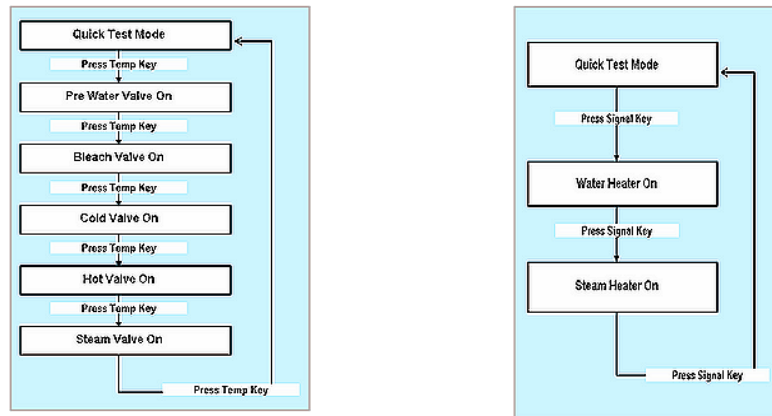 Quick Test Mode
Press Temp Key
Pre Water Valve On
Press Temp Key
Bleach Valve On
Press Temp Key
Cold Valve On
Press Temp Key
Hot Valve On
Press Temp Key
Steam Valve On
Press Temp Key
Quick Test Mode
Press Signal Key
Water Heater On
Press Signal Key
Steam Heater On
Press Signal Key